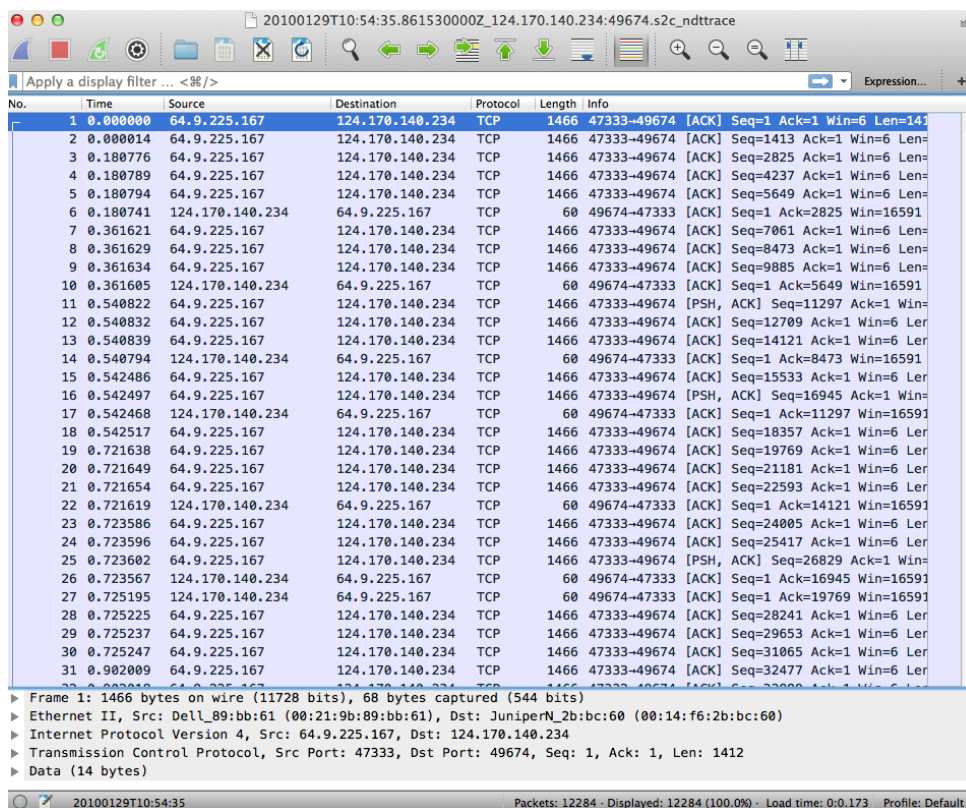 20100129T10:54:35.861530000Z_124.170.140.234:49674.s2c_ndttrace
Apply a display filter ... <⌘/> Expression... +
No. Time Source Destination Protocol Length Info
1 0.000000 64.9.225.167 124.170.140.234 TCP 1466 47333→49674 [ACK] Seq=1 Ack=1 Win=6 Len=141
2 0.000014 64.9.225.167 124.170.140.234 TCP 1466 47333→49674 [ACK] Seq=1413 Ack=1 Win=6 Len=
3 0.180776 64.9.225.167 124.170.140.234 TCP 1466 47333→49674 [ACK] Seq=2825 Ack=1 Win=6 Len=
4 0.180789 64.9.225.167 124.170.140.234 TCP 1466 47333→49674 [ACK] Seq=4237 Ack=1 Win=6 Len=
5 0.180794 64.9.225.167 124.170.140.234 TCP 1466 47333→49674 [ACK] Seq=5649 Ack=1 Win=6 Len=
6 0.180741 124.170.140.234 64.9.225.167 TCP 60 49674→47333 [ACK] Seq=1 Ack=2825 Win=16591
7 0.361621 64.9.225.167 124.170.140.234 TCP 1466 47333→49674 [ACK] Seq=7061 Ack=1 Win=6 Len=
8 0.361629 64.9.225.167 124.170.140.234 TCP 1466 47333→49674 [ACK] Seq=8473 Ack=1 Win=6 Len=
9 0.361634 64.9.225.167 124.170.140.234 TCP 1466 47333→49674 [ACK] Seq=9885 Ack=1 Win=6 Len=
10 0.361605 124.170.140.234 64.9.225.167 TCP 60 49674→47333 [ACK] Seq=1 Ack=5649 Win=16591
11 0.540822 64.9.225.167 124.170.140.234 TCP 1466 47333→49674 [PSH, ACK] Seq=11297 Ack=1 Win=
12 0.540832 64.9.225.167 124.170.140.234 TCP 1466 47333→49674 [ACK] Seq=12709 Ack=1 Win=6 Ler
13 0.540839 64.9.225.167 124.170.140.234 TCP 1466 47333→49674 [ACK] Seq=14121 Ack=1 Win=6 Ler
14 0.540794 124.170.140.234 64.9.225.167 TCP 60 49674→47333 [ACK] Seq=1 Ack=8473 Win=16591
15 0.542486 64.9.225.167 124.170.140.234 TCP 1466 47333→49674 [ACK] Seq=15533 Ack=1 Win=6 Ler
16 0.542497 64.9.225.167 124.170.140.234 TCP 1466 47333→49674 [PSH, ACK] Seq=16945 Ack=1 Win=
17 0.542468 124.170.140.234 64.9.225.167 TCP 60 49674→47333 [ACK] Seq=1 Ack=11297 Win=16591
18 0.542517 64.9.225.167 124.170.140.234 TCP 1466 47333→49674 [ACK] Seq=18357 Ack=1 Win=6 Ler
19 0.721638 64.9.225.167 124.170.140.234 TCP 1466 47333→49674 [ACK] Seq=19769 Ack=1 Win=6 Ler
20 0.721649 64.9.225.167 124.170.140.234 TCP 1466 47333→49674 [ACK] Seq=21181 Ack=1 Win=6 Ler
21 0.721654 64.9.225.167 124.170.140.234 TCP 1466 47333→49674 [ACK] Seq=22593 Ack=1 Win=6 Ler
22 0.721619 124.170.140.234 64.9.225.167 TCP 60 49674→47333 [ACK] Seq=1 Ack=14121 Win=16591
23 0.723586 64.9.225.167 124.170.140.234 TCP 1466 47333→49674 [ACK] Seq=24005 Ack=1 Win=6 Ler
24 0.723596 64.9.225.167 124.170.140.234 TCP 1466 47333→49674 [ACK] Seq=25417 Ack=1 Win=6 Ler
25 0.723602 64.9.225.167 124.170.140.234 TCP 1466 47333→49674 [PSH, ACK] Seq=26829 Ack=1 Win=
26 0.723567 124.170.140.234 64.9.225.167 TCP 60 49674→47333 [ACK] Seq=1 Ack=16945 Win=16591
27 0.725195 124.170.140.234 64.9.225.167 TCP 60 49674→47333 [ACK] Seq=1 Ack=19769 Win=16591
28 0.725225 64.9.225.167 124.170.140.234 TCP 1466 47333→49674 [ACK] Seq=28241 Ack=1 Win=6 Ler
29 0.725237 64.9.225.167 124.170.140.234 TCP 1466 47333→49674 [ACK] Seq=29653 Ack=1 Win=6 Ler
30 0.725247 64.9.225.167 124.170.140.234 TCP 1466 47333→49674 [ACK] Seq=31065 Ack=1 Win=6 Ler
31 0.902009 64.9.225.167 124.170.140.234 TCP 1466 47333→49674 [ACK] Seq=32477 Ack=1 Win=6 Ler
Frame 1: 1466 bytes on wire (11728 bits), 68 bytes captured (544 bits)
Ethernet II, Src: Dell_89:bb:61 (00:21:9b:89:bb:61), Dst: JuniperN_2b:bc:60 (00:14:f6:2b:bc:60)
Internet Protocol Version 4, Src: 64.9.225.167, Dst: 124.170.140.234
Transmission Control Protocol, Src Port: 47333, Dst Port: 49674, Seq: 1, Ack: 1, Len: 1412
Data (14 bytes)
20100129T10:54:35 Packets: 12284 · Displayed: 12284 (100.0%) · Load time: 0:0.173 Profile: Default